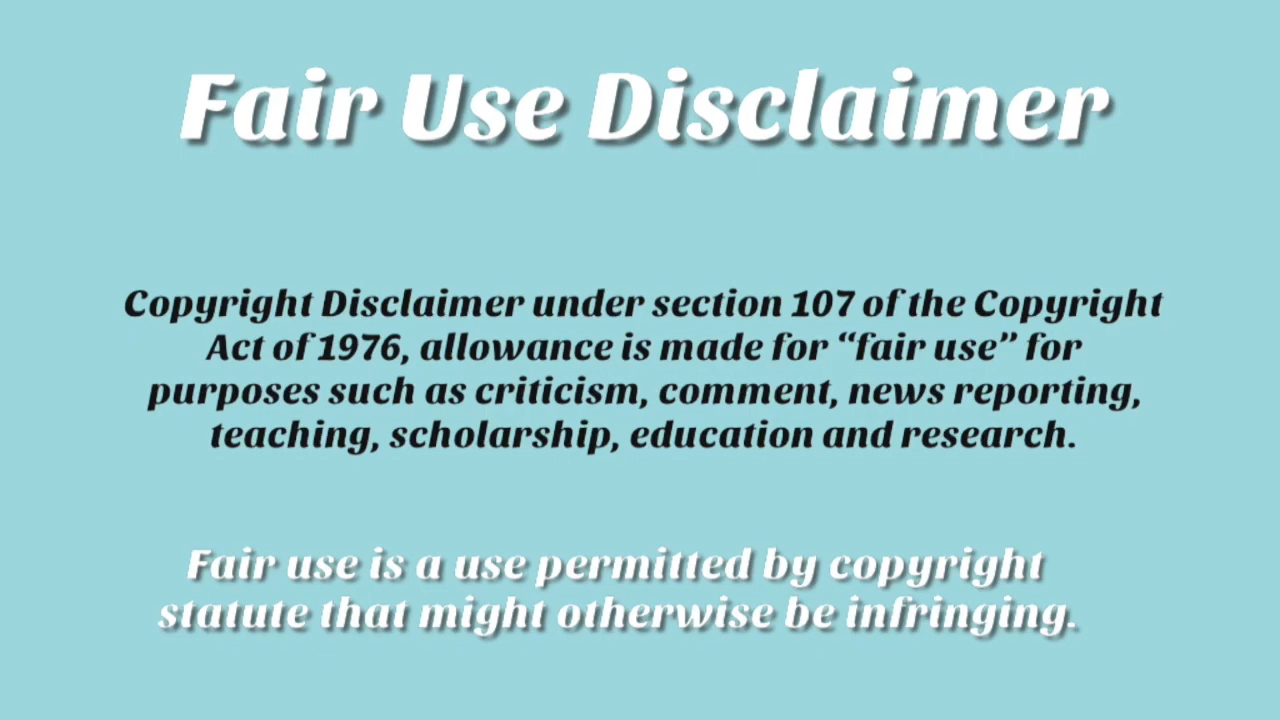 Fair Use Disclaimer
Copyright Disclaimer under section 107 of the Copyright
Act of 1976, allowance is made for “fair use” for
purposes such as criticism, comment, news reporting,
teaching, scholarship, education and research.
Fair use is a use permitted by copyright
statute that might otherwise be infringing.